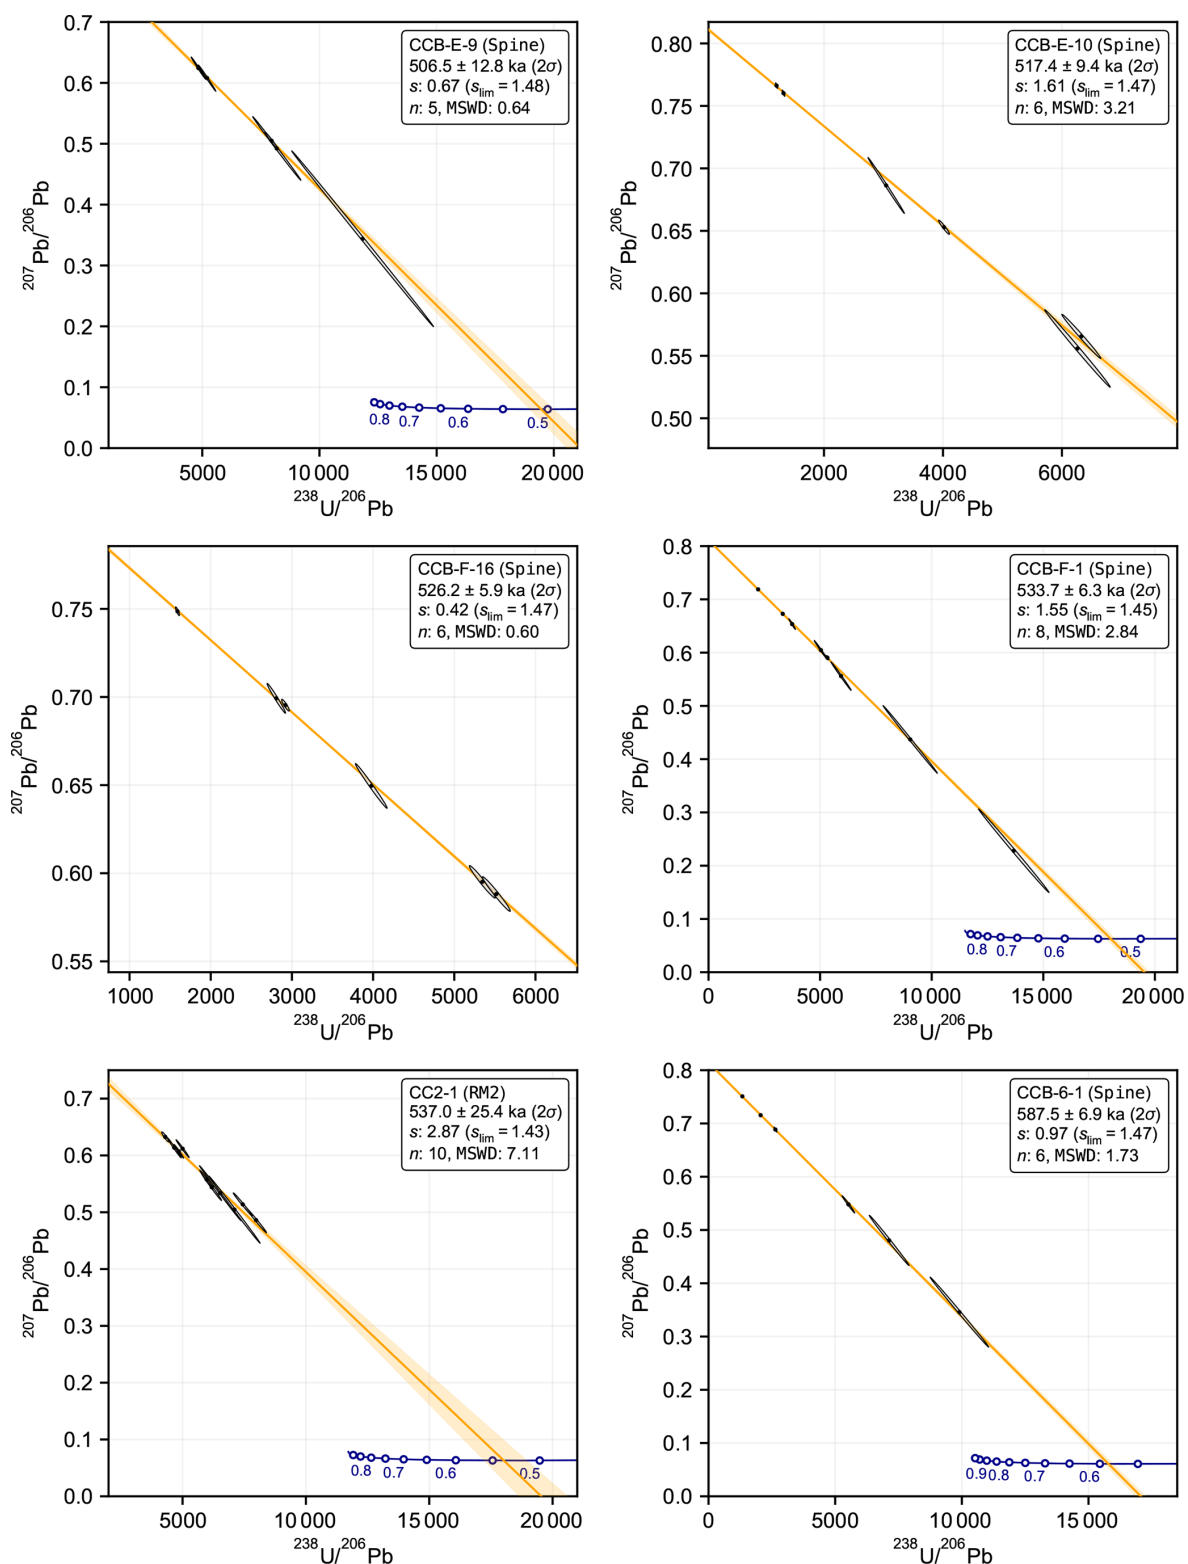 0.7
0.6
0.5
0.4
0.3
0.2
0.1
0.0
207Pb/206Pb
CCB-E-9 (Spine)
506.5 ± 12.8 ka (2σ)
s: 0.67 (slim = 1.48)
n: 5, MSWD: 0.64
0.8 0.7 0.6 0.5
5000 10 000 15 000 20 000
238U/206Pb
0.80
0.75
0.70
0.65
0.60
0.55
0.50
207Pb/206Pb
CCB-E-10 (Spine)
517.4 ± 9.4 ka (2σ)
s: 1.61 (slim = 1.47)
n: 6, MSWD: 3.21
2000 4000 6000
238U/206Pb
0.75
0.70
0.65
0.60
0.55
207Pb/206Pb
CCB-F-16 (Spine)
526.2 ± 5.9 ka (2σ)
s: 0.42 (slim = 1.47)
n: 6, MSWD: 0.60
1000 2000 3000 4000 5000 6000
238U/206Pb
0.8
0.7
0.6
0.5
0.4
0.3
0.2
0.1
0.0
207Pb/206Pb
CCB-F-1 (Spine)
533.7 ± 6.3 ka (2σ)
s: 1.55 (slim = 1.45)
n: 8, MSWD: 2.84
0.8 0.7 0.6 0.5
0 5000 10 000 15 000 20 000
238U/206Pb
0.7
0.6
0.5
0.4
0.3
0.2
0.1
0.0
207Pb/206Pb
CC2-1 (RM2)
537.0 ± 25.4 ka (2σ)
s: 2.87 (slim = 1.43)
n: 10, MSWD: 7.11
0.8 0.7 0.6 0.5
5000 10 000 15 000 20 000
238U/206Pb
0.8
0.7
0.6
0.5
0.4
0.3
0.2
0.1
0.0
207Pb/206Pb
CCB-6-1 (Spine)
587.5 ± 6.9 ka (2σ)
s: 0.97 (slim = 1.47)
n: 6, MSWD: 1.73
0.9 0.8 0.7 0.6
0 5000 10 000 15 000
238U/206Pb